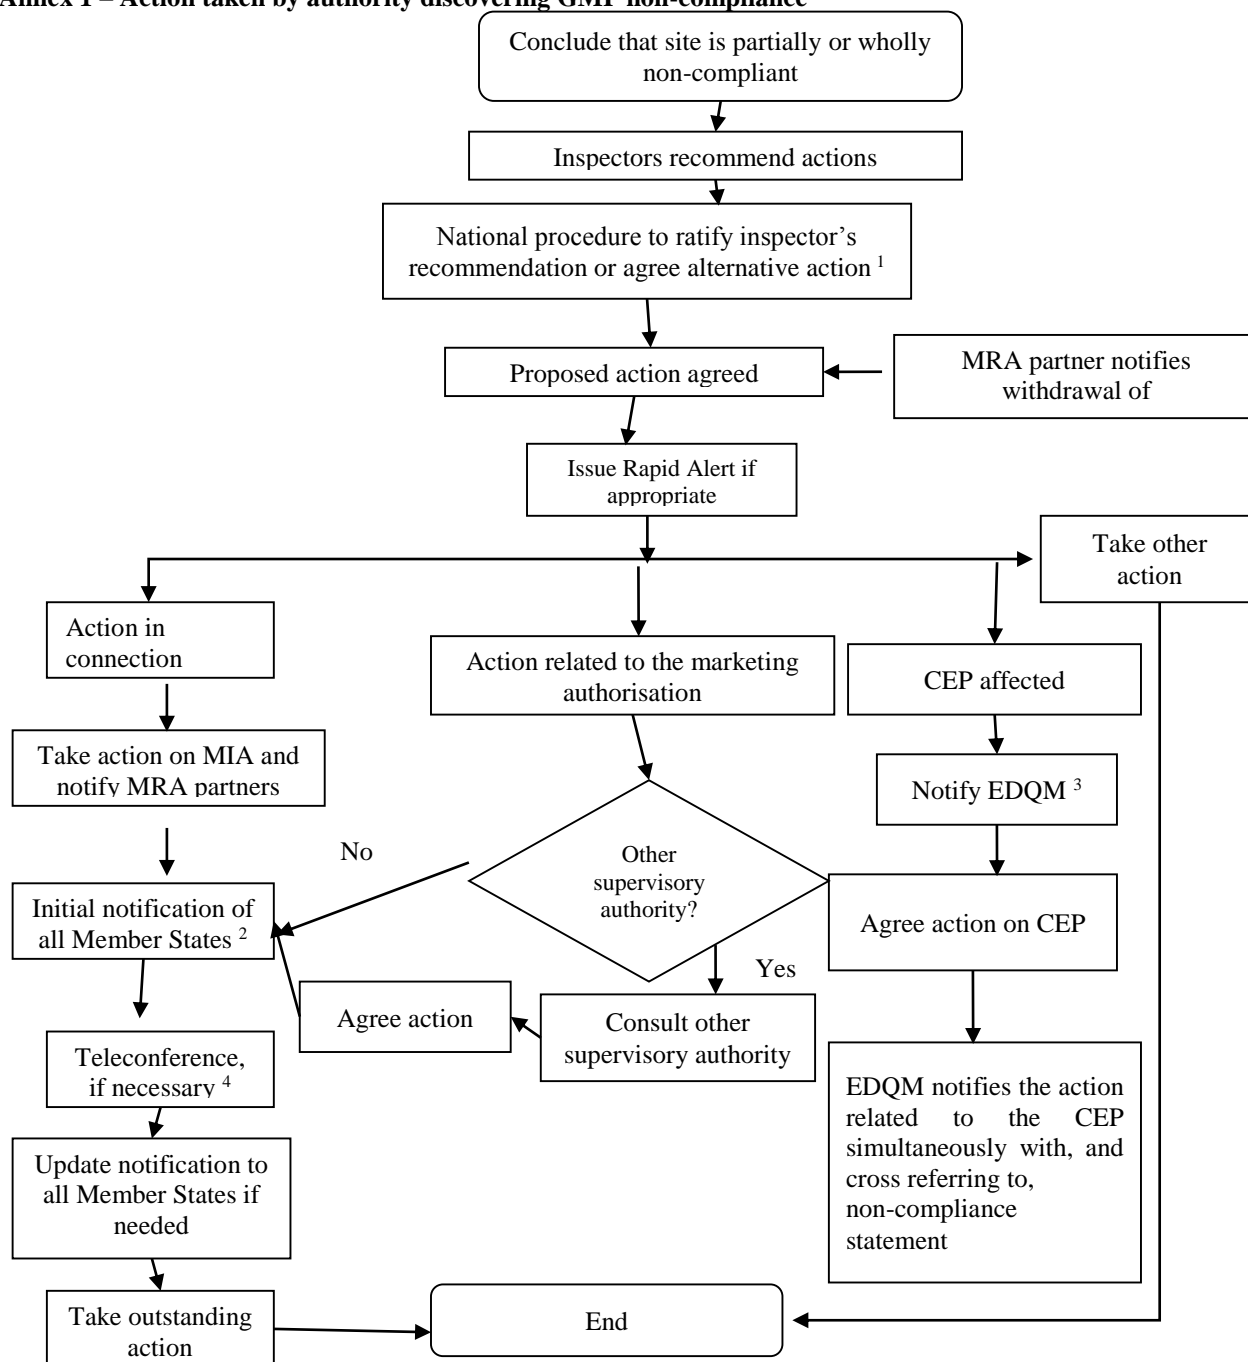 Annex 1 – Action taken by authority discovering GMP non-compliance
Conclude that site is partially or wholly
non-compliant
Inspectors recommend actions
National procedure to ratify inspector’s
recommendation or agree alternative action 1
Proposed action agreed
MRA partner notifies
withdrawal of
Issue Rapid Alert if
appropriate
Take other
action
Action in
connection
Action related to the marketing
authorisation
CEP affected
Take action on MIA and
notify MRA partners
Notify EDQM 3
No
Other
supervisory
authority?
Initial notification of
all Member States 2
Agree action on CEP
Yes
Agree action
Consult other
supervisory authority
Teleconference,
if necessary 4
EDQM notifies the action
related to the CEP
simultaneously with, and
cross referring to,
non-compliance
statement
Update notification to
all Member States if
needed
Take outstanding
action
End